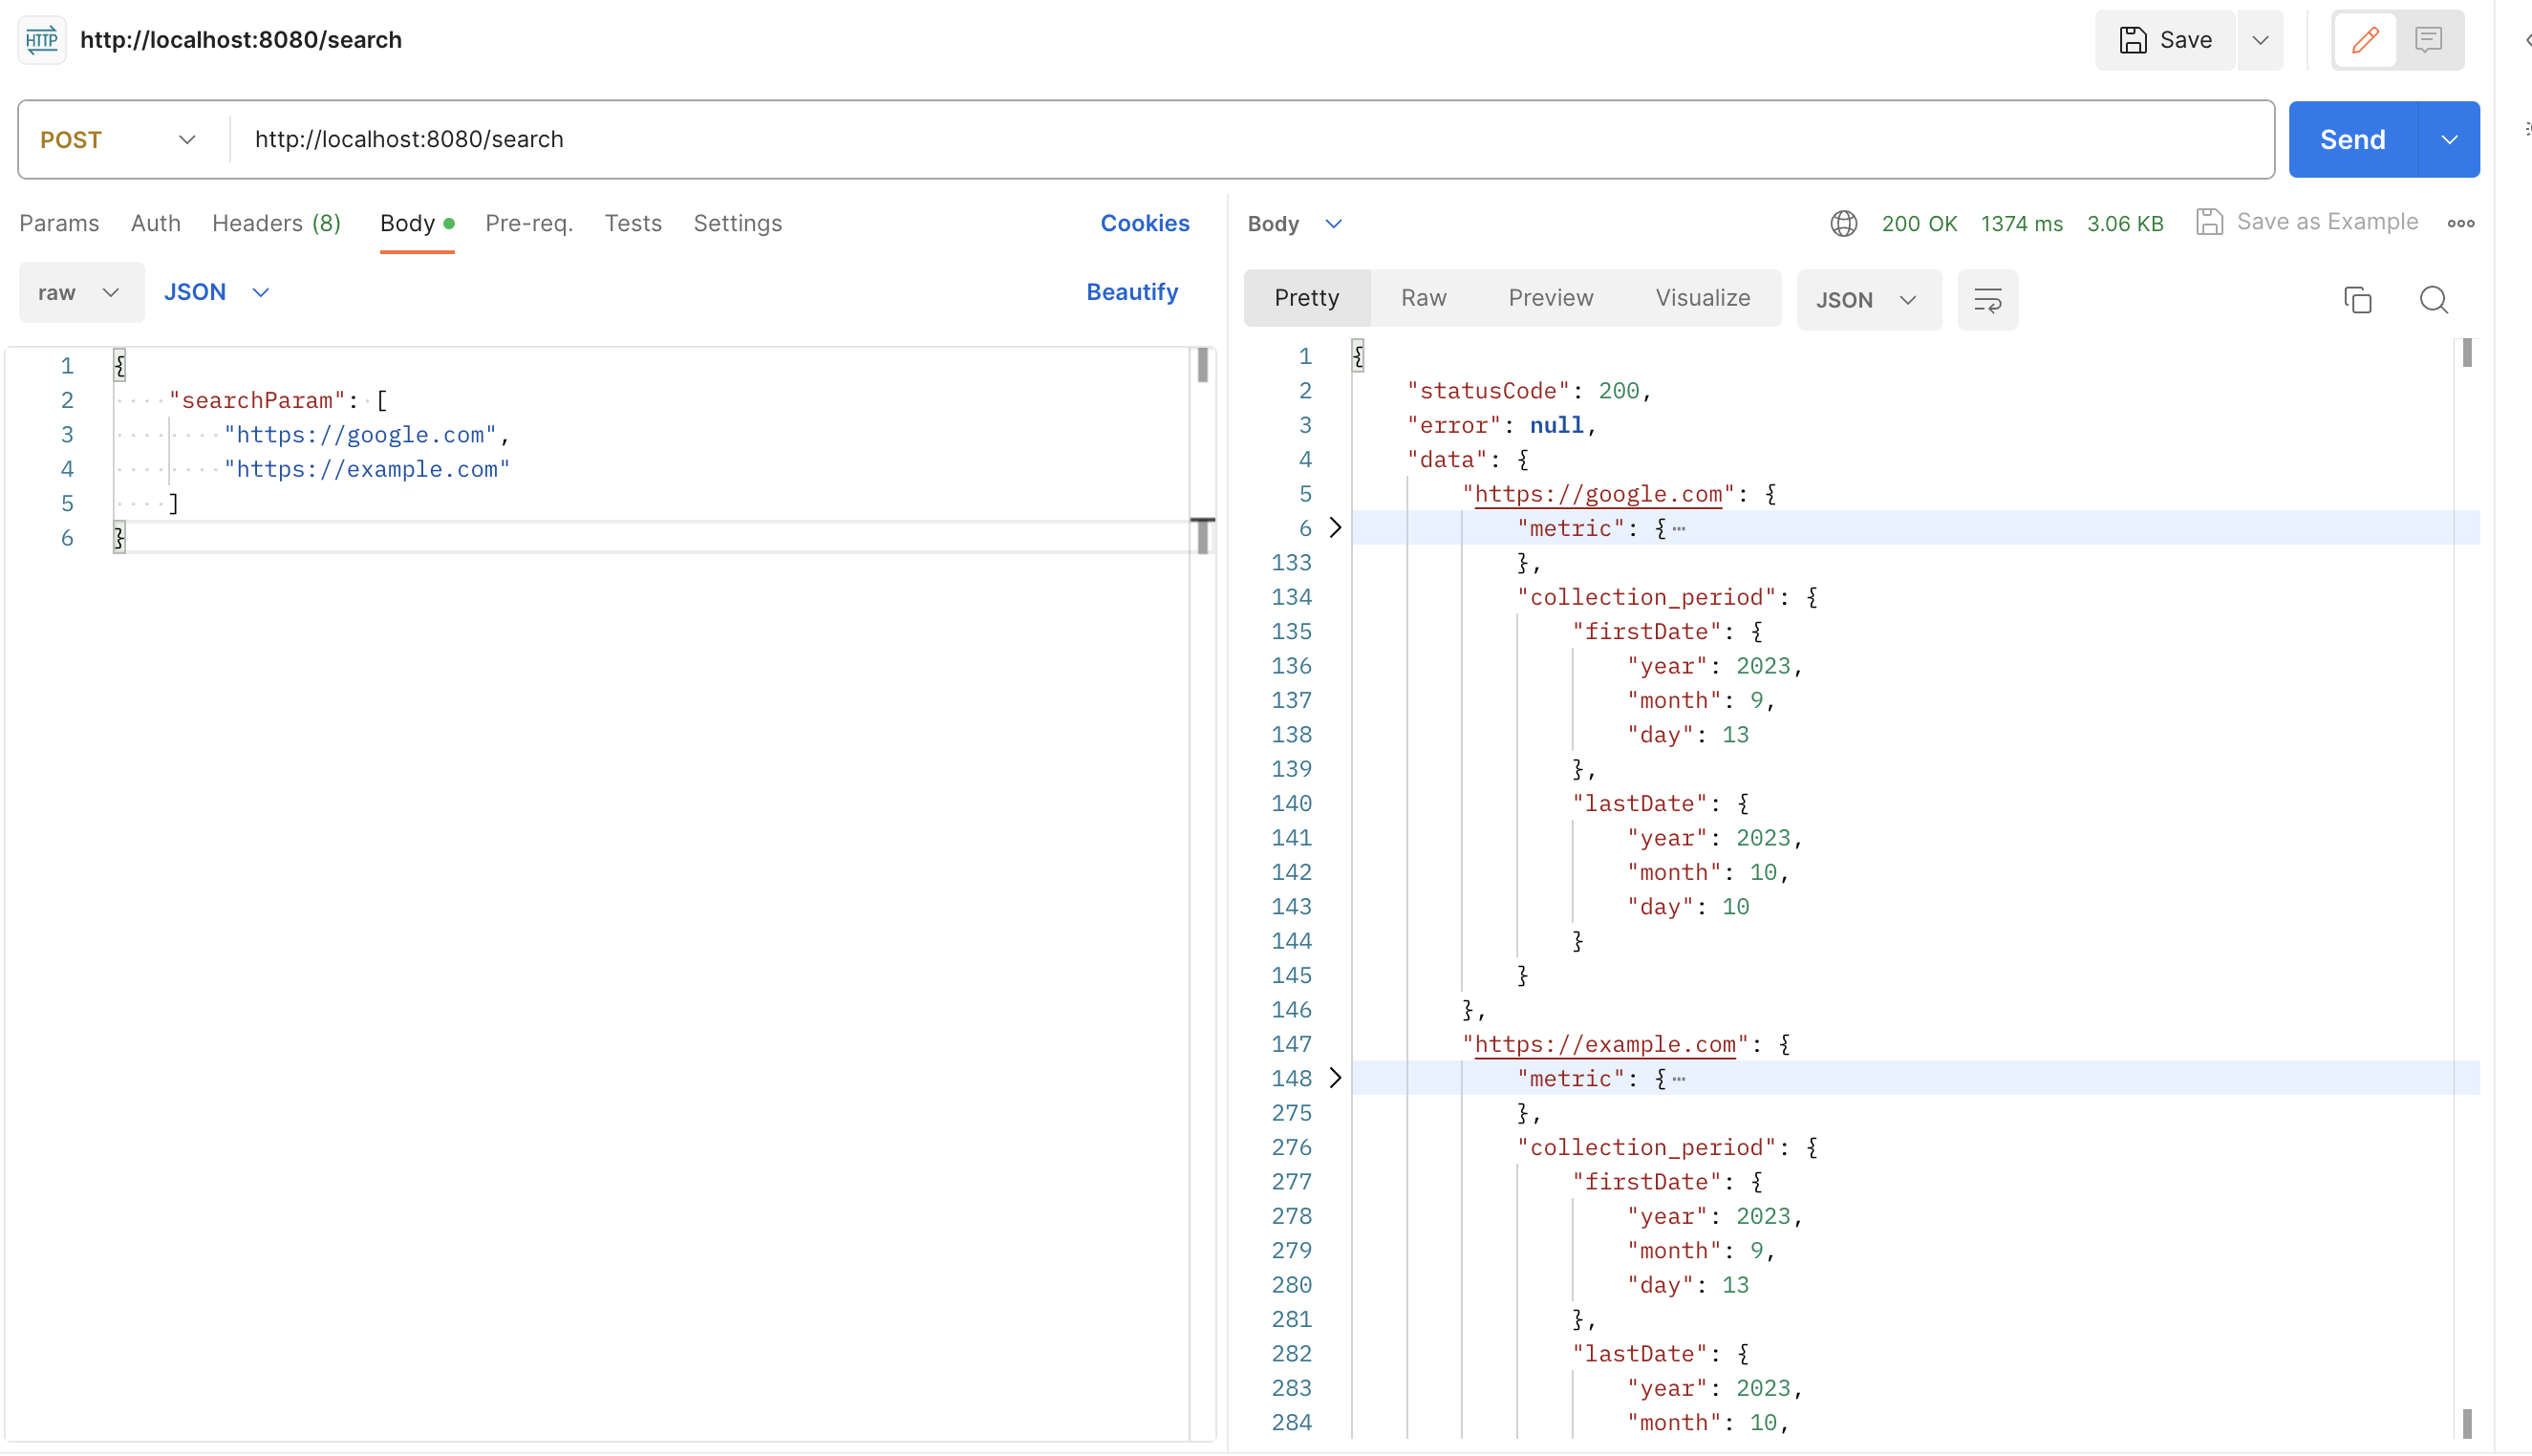 HTTP http://localhost:8080/search
Save
POST http://localhost:8080/search
Send
Params Auth Headers (8) Body Pre-req. Tests Settings Cookies
raw JSON Beautify
1 {
2 "searchParam": [
3 "https://google.com",
4 "https://example.com"
5 ]
6 }
Body 200 OK 1374 ms 3.06 KB Save as Example
Pretty Raw Preview Visualize JSON
1 {
2 "statusCode": 200,
3 "error": null,
4 "data": {
5 "https://google.com": {
6 "metric": {⋯
133 },
134 "collection_period": {
135 "firstDate": {
136 "year": 2023,
137 "month": 9,
138 "day": 13
139 },
140 "lastDate": {
141 "year": 2023,
142 "month": 10,
143 "day": 10
144 }
145 }
146 },
147 "https://example.com": {
148 "metric": {⋯
275 },
276 "collection_period": {
277 "firstDate": {
278 "year": 2023,
279 "month": 9,
280 "day": 13
281 },
282 "lastDate": {
283 "year": 2023,
284 "month": 10,